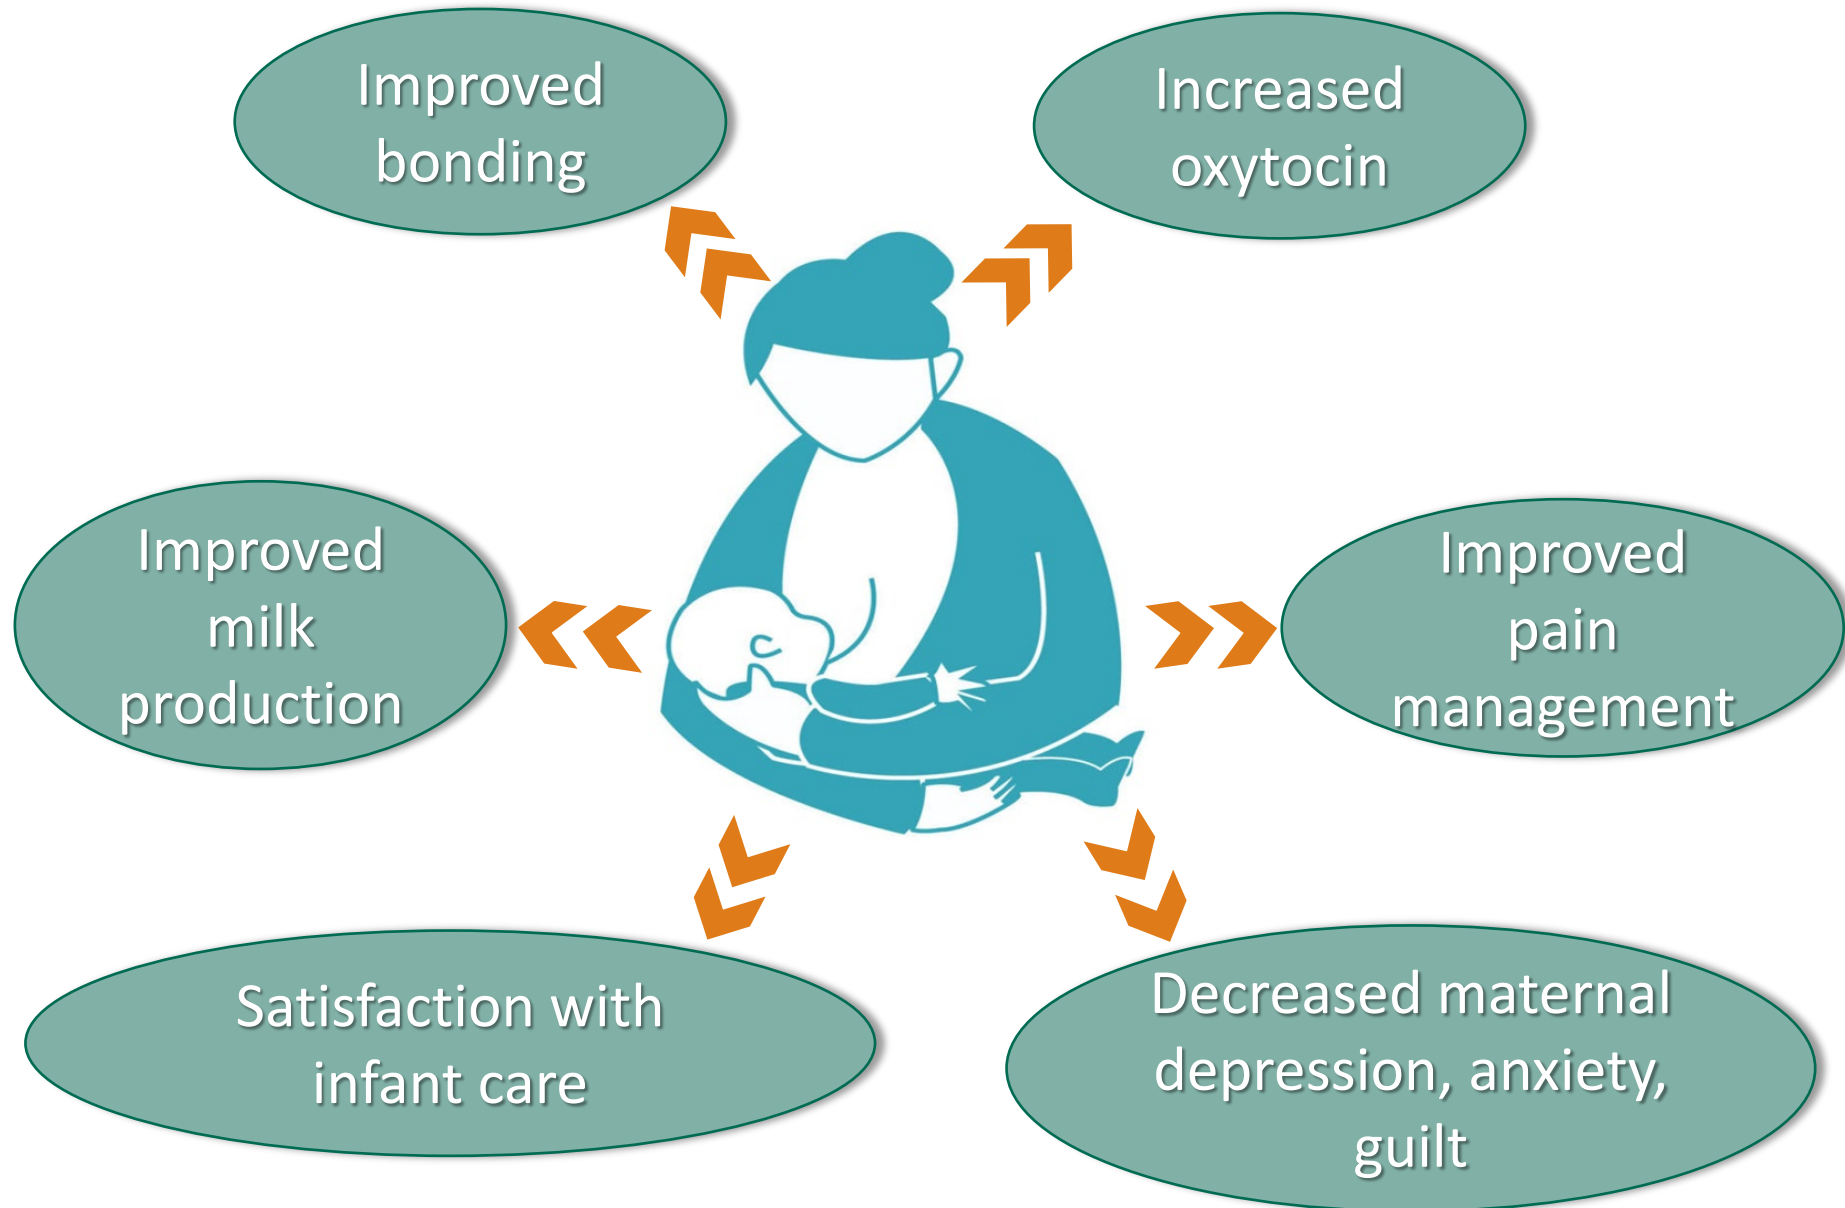 Improved
bonding
Increased
oxytocin
Improved
milk
production
Improved
pain
management
Satisfaction with
infant care
Decreased maternal
depression, anxiety,
guilt